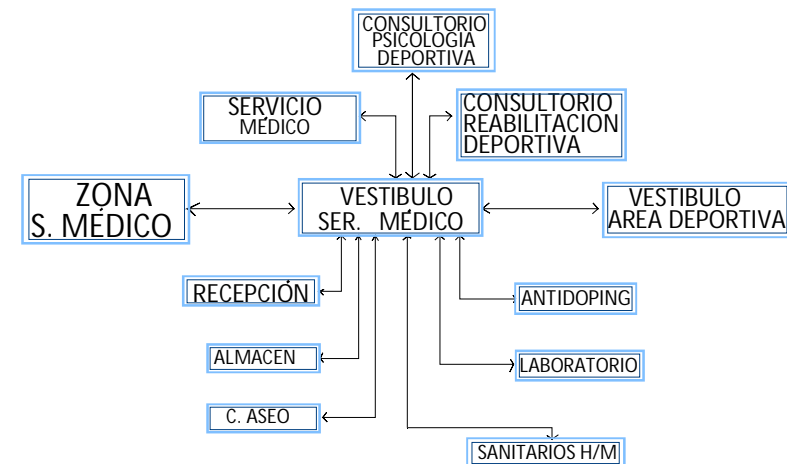 CONSULTORIO
PSICOLOGIA
DEPORTIVA
SERVICIO
MEDICO
CONSULTORIO
REABILITACION
DEPORTIVA
ZONA
S. MÉDICO
VESTIBULO
SER. MÉDICO
VESTIBULO
AREA DEPORTIVA
RECEPCIÓN
ANTIDOPING
ALMACEN
LABORATORIO
C. ASEO
SANITARIOS H/M